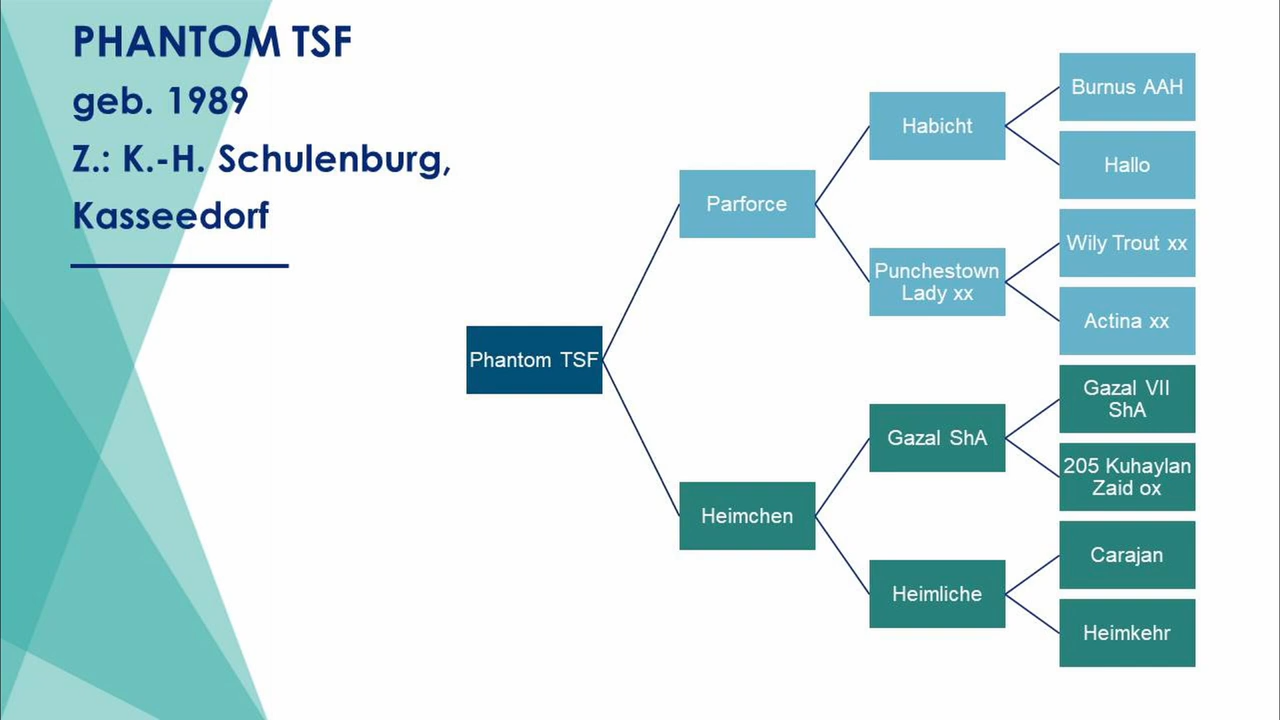 PHANTOM TSF
geb. 1989
Z.: K.-H. Schulenburg,
Kasseedorf
Phantom TSF
Parforce
Heimchen
Habicht
Punchestown
Lady xx
Gazal ShA
Heimliche
Burnus AAH
Hallo
Wily Trout xx
Actina xx
Gazal VII
ShA
205 Kuhaylan
Zaid ox
Carajan
Heimkehr